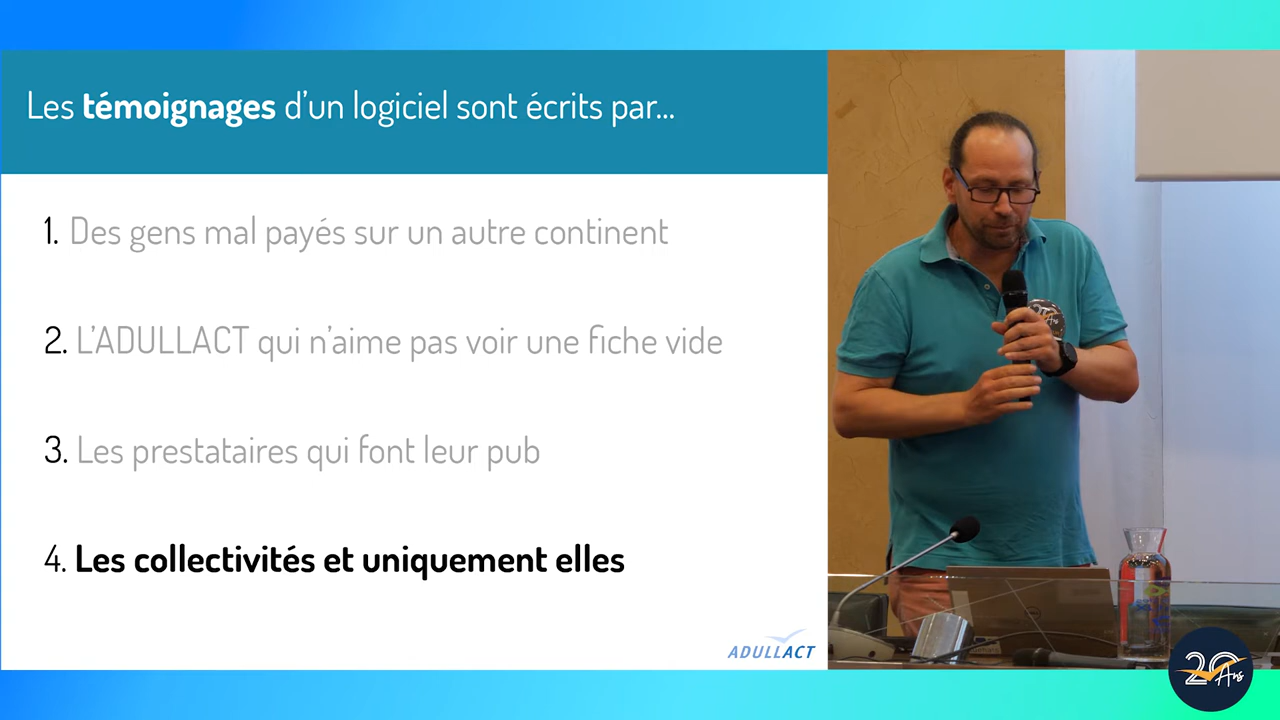 Les témoignages d'un logiciel sont écrits par...
1. Des gens mal payés sur un autre continent
2. L'ADULLACT qui n'aime pas voir une fiche vide
3. Les prestataires qui font leur pub
4. Les collectivités et uniquement elles
ADULLACT
20 Ans